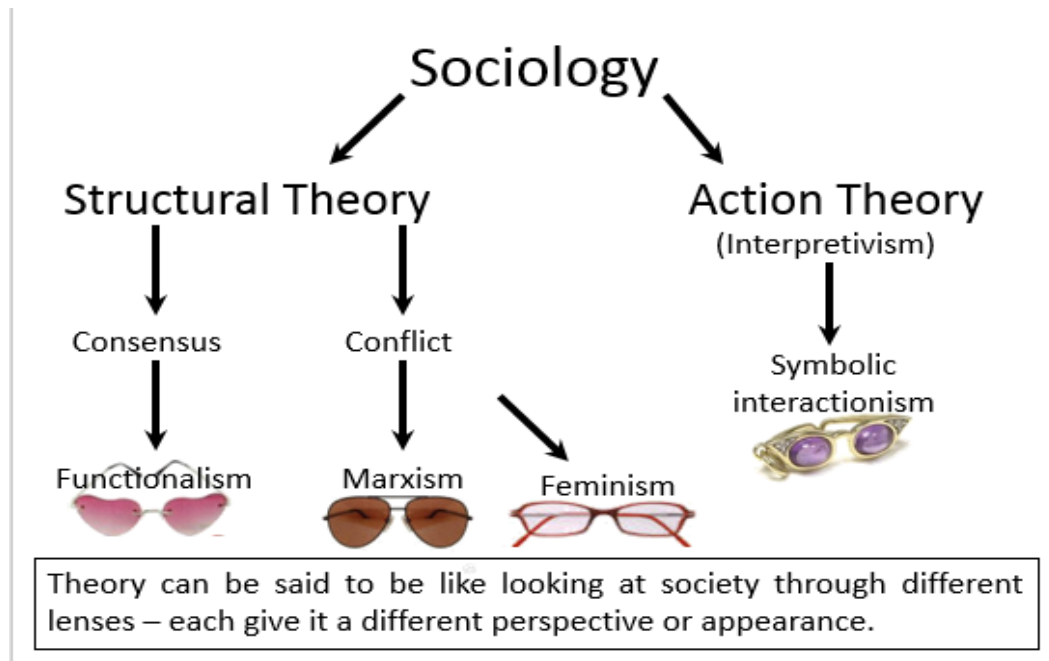 Sociology
Structural Theory
Action Theory
(Interpretivism)
Consensus
Conflict
Symbolic
interactionism
Functionalism
Marxism
Feminism
Theory can be said to be like looking at society through different
lenses – each give it a different perspective or appearance.